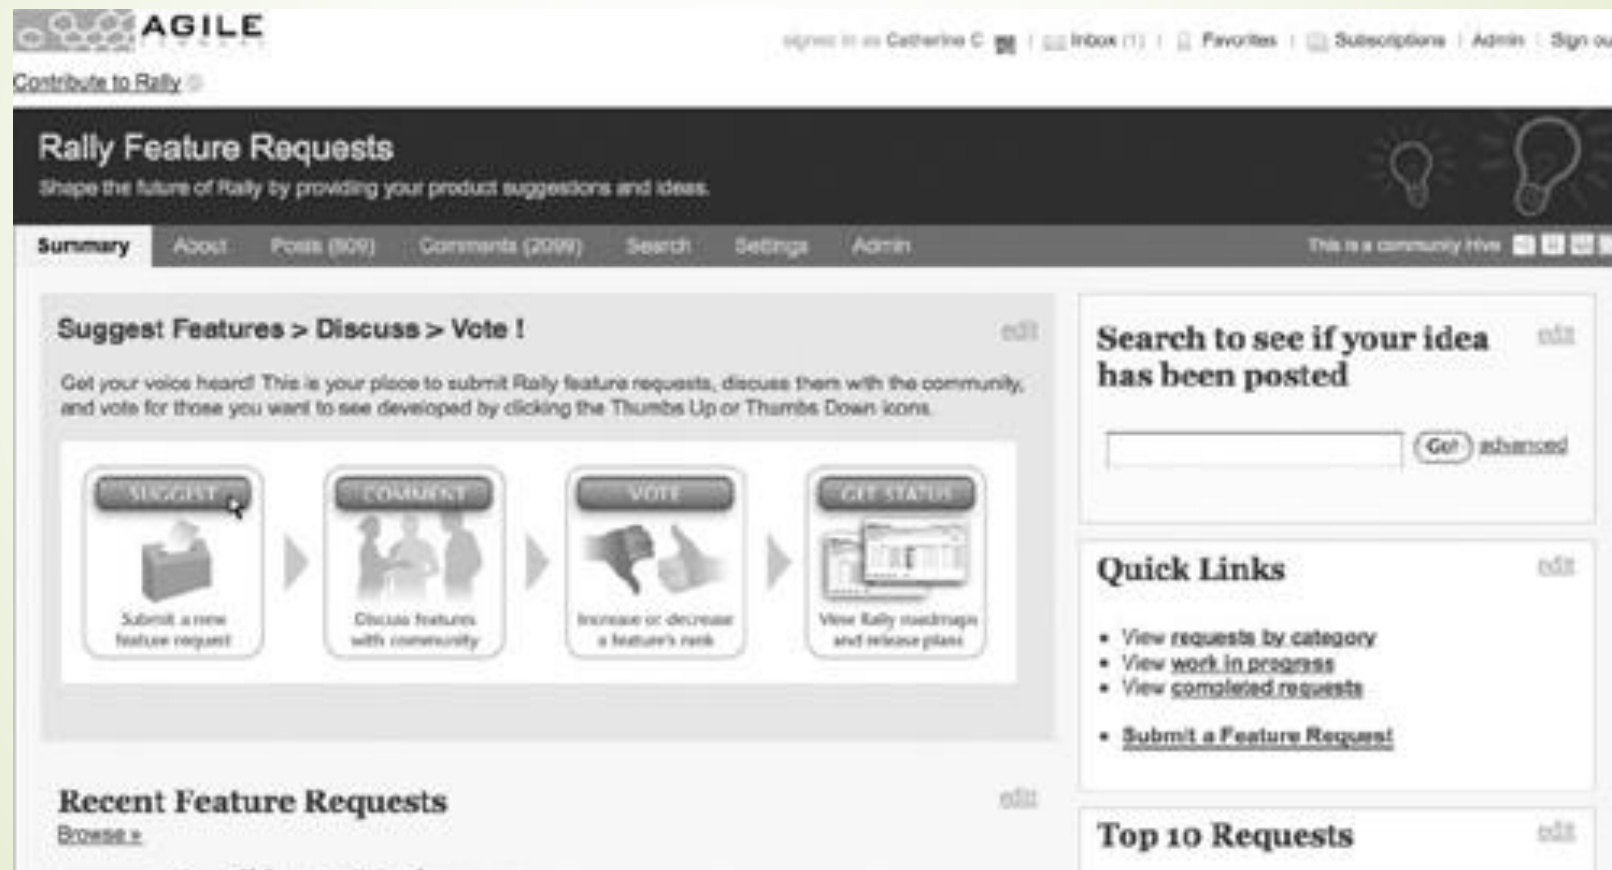 AGILE
signed in as Catherine C | Inbox (1) | Favorites | Subscriptions | Admin | Sign ou
Contribute to Rally
Rally Feature Requests
Shape the future of Rally by providing your product suggestions and ideas.
Summary About Posts (809) Comments (2099) Search Settings Admin This is a community Hive
Suggest Features > Discuss > Vote ! edit
Get your voice heard! This is your place to submit Rally feature requests, discuss them with the community,
and vote for those you want to see developed by clicking the Thumbs Up or Thumbs Down icons.
SUGGEST
Submit a new
feature request
COMMENT
Discuss features
with community
VOTE
Increase or decrease
a feature's rank
GET STATUS
View Rally roadmaps
and release plans
Recent Feature Requests edit
Browse »
Search to see if your idea edit
has been posted
Go! advanced
Quick Links edit
• View requests by category
• View work in progress
• View completed requests
• Submit a Feature Request
Top 10 Requests edit